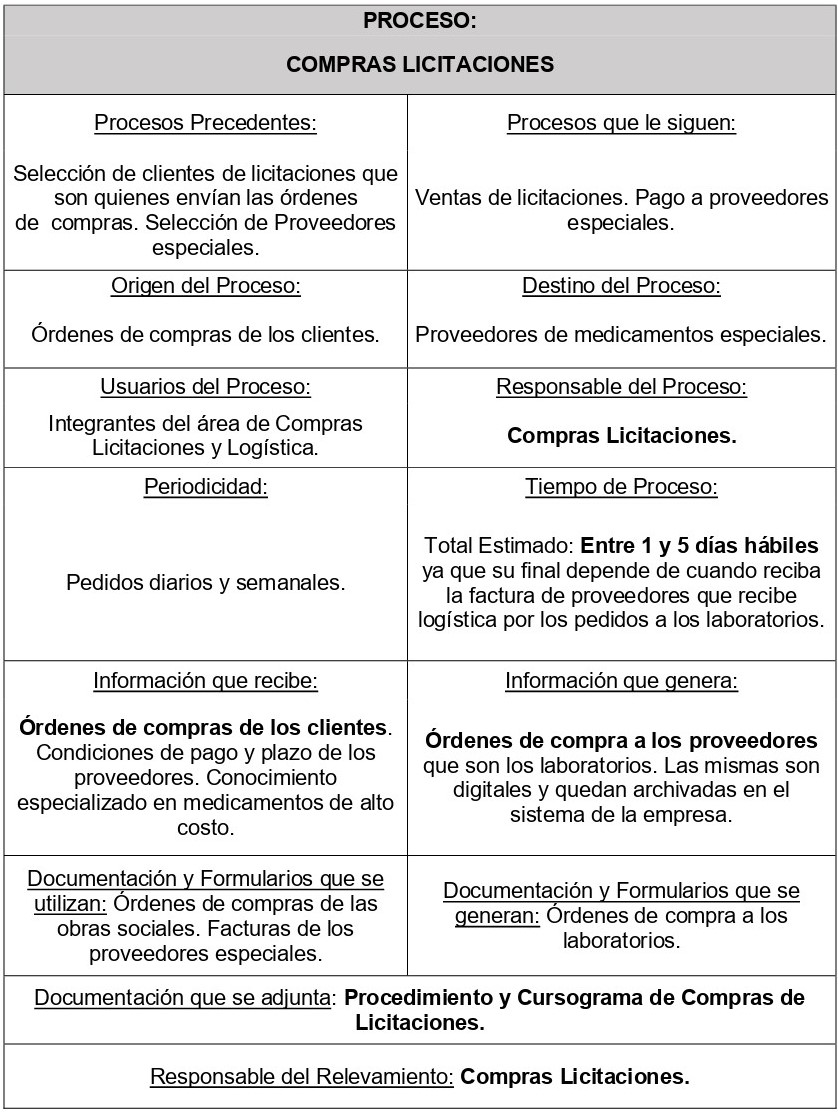 PROCESO:
COMPRAS LICITACIONES
Procesos Precedentes:
Selección de clientes de licitaciones que
son quienes envían las órdenes
de  compras. Selección de Proveedores
especiales.
Procesos que le siguen:
Ventas de licitaciones. Pago a proveedores
especiales.
Origen del Proceso:
Órdenes de compras de los clientes.
Destino del Proceso:
Proveedores de medicamentos especiales.
Usuarios del Proceso:
Integrantes del área de Compras
Licitaciones y Logística.
Responsable del Proceso:
Compras Licitaciones.
Periodicidad:
Pedidos diarios y semanales.
Tiempo de Proceso:
Total Estimado: Entre 1 y 5 días hábiles
ya que su final depende de cuando reciba
la factura de proveedores que recibe
logística por los pedidos a los laboratorios.
Información que recibe:
Órdenes de compras de los clientes.
Condiciones de pago y plazo de los
proveedores. Conocimiento
especializado en medicamentos de alto
costo.
Información que genera:
Órdenes de compra a los proveedores
que son los laboratorios. Las mismas son
digitales y quedan archivadas en el
sistema de la empresa.
Documentación y Formularios que se
utilizan: Órdenes de compras de las
obras sociales. Facturas de los
proveedores especiales.
Documentación y Formularios que se
generan: Órdenes de compra a los
laboratorios.
Documentación que se adjunta: Procedimiento y Cursograma de Compras de
Licitaciones.
Responsable del Relevamiento: Compras Licitaciones.